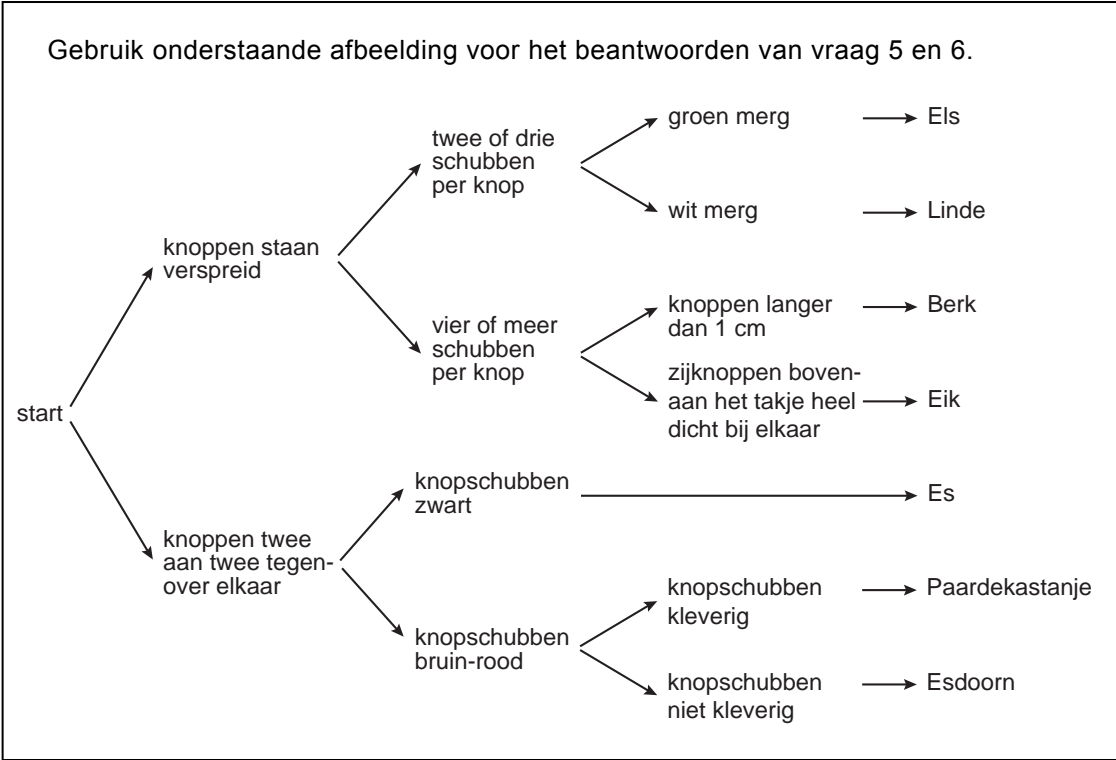 Gebruik onderstaande afbeelding voor het beantwoorden van vraag 5 en 6.
start
knoppen staan
verspreid
twee of drie
schubben
per knop
groen merg
Els
wit merg
Linde
vier of meer
schubben
per knop
knoppen langer
dan 1 cm
Berk
zijknoppen boven-
aan het takje heel
dicht bij elkaar
Eik
knoppen twee
aan twee tegen-
over elkaar
knopschubben
zwart
Es
knopschubben
bruin-rood
knopschubben
kleverig
Paardekastanje
knopschubben
niet kleverig
Esdoorn